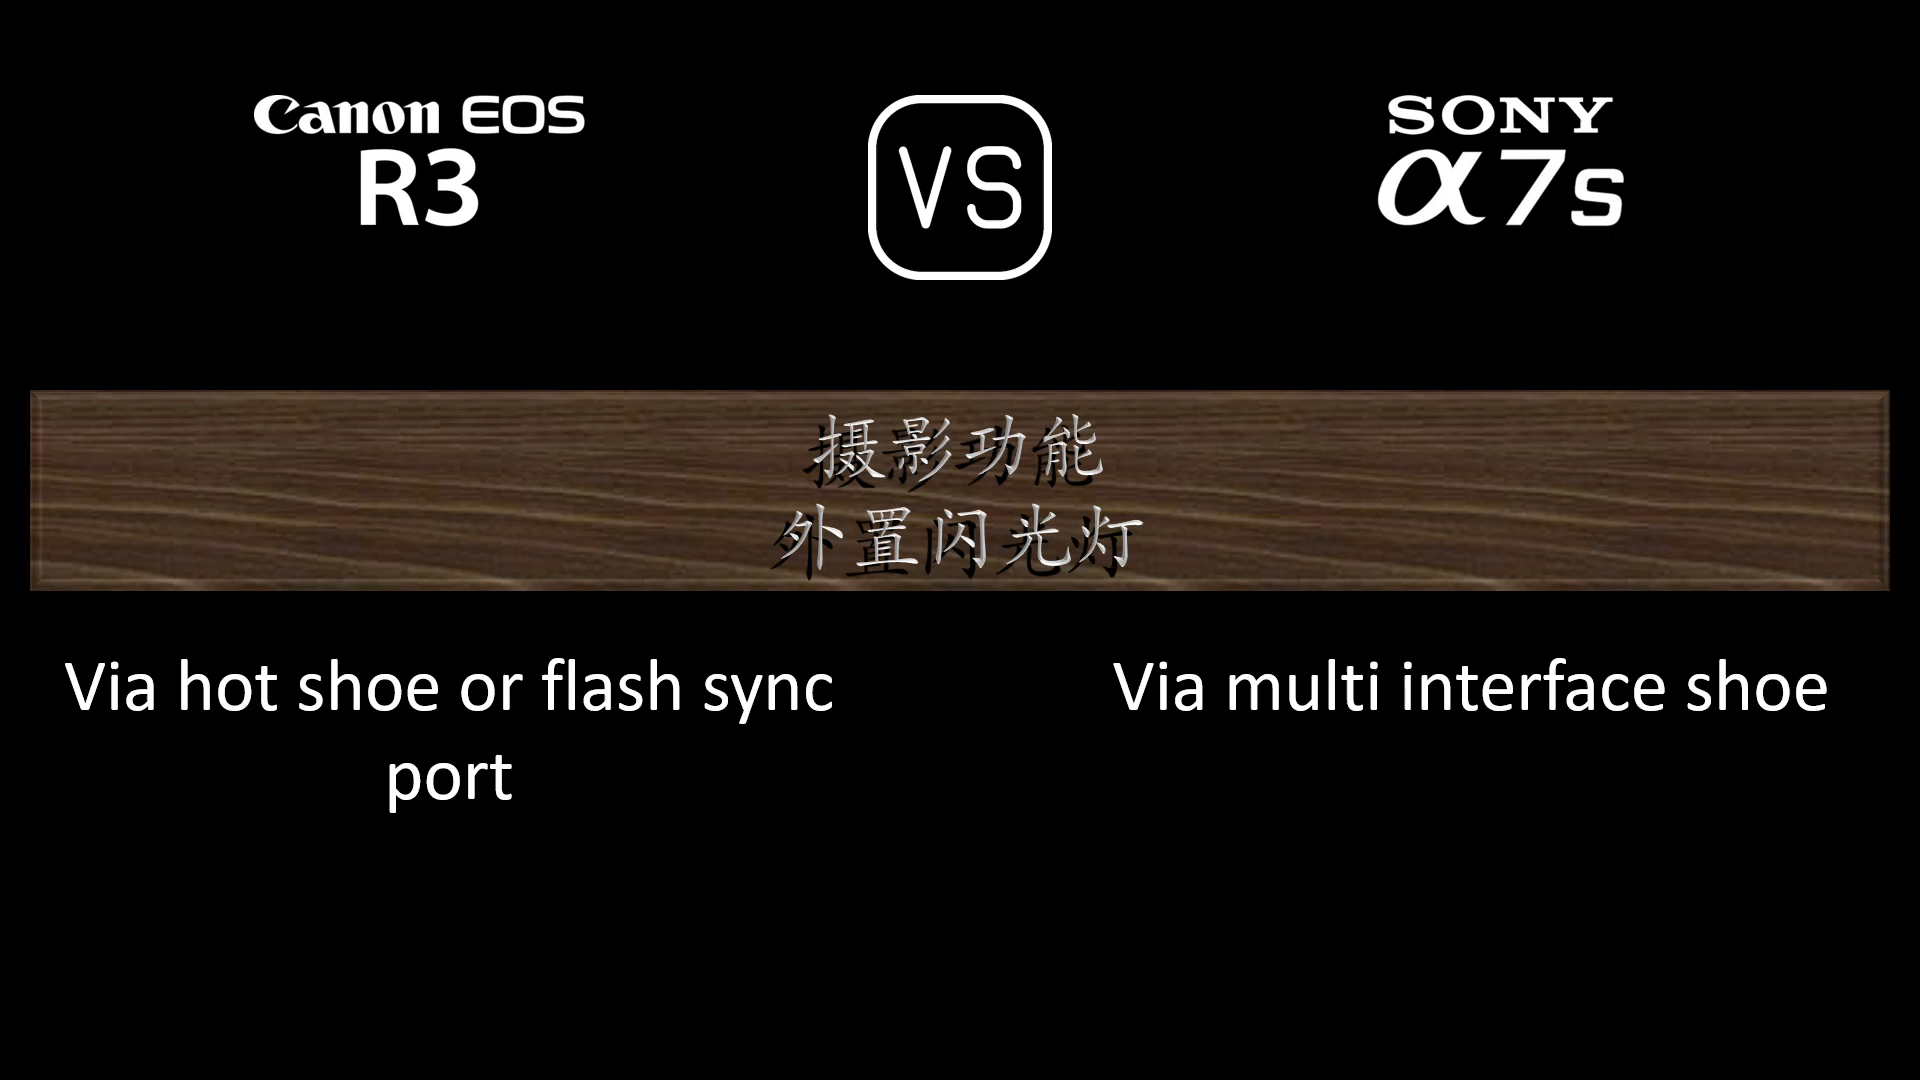 Canon EOS
R3
VS
SONY
α7s
摄影功能
外置闪光灯
Via hot shoe or flash sync
port
Via multi interface shoe